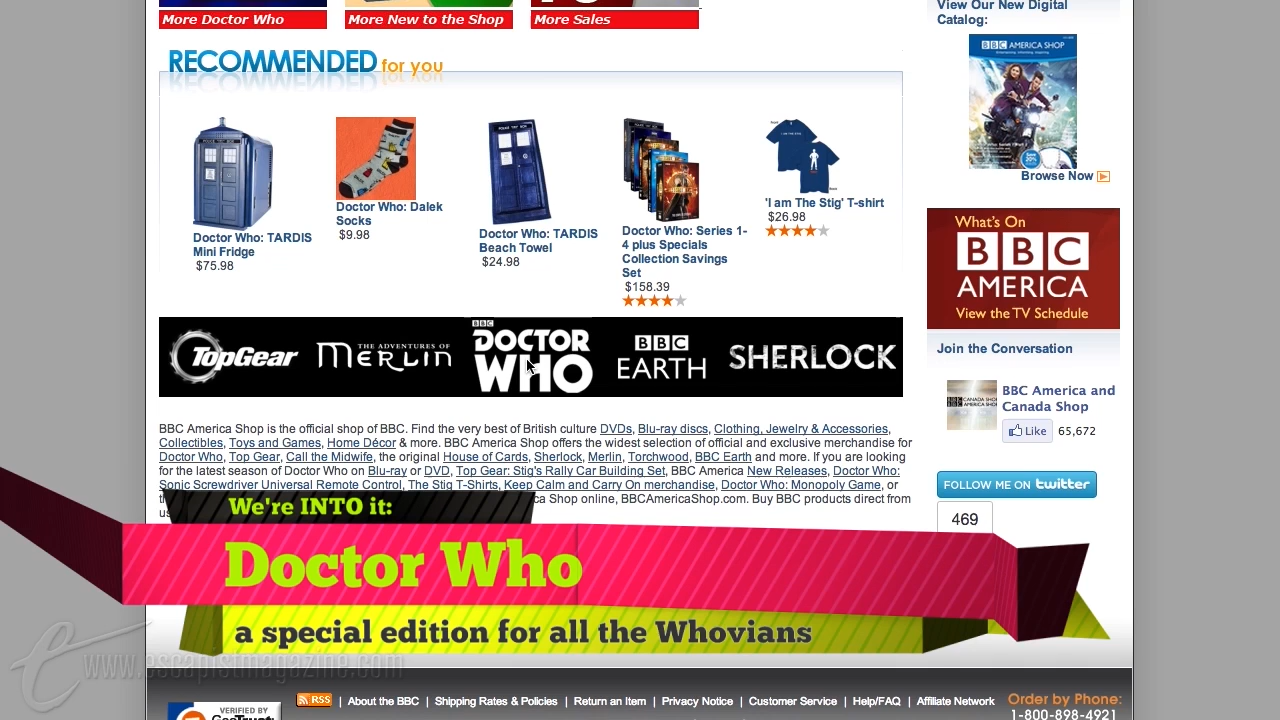 More Doctor Who
More New to the Shop
More Sales
RECOMMENDED for you
Doctor Who: TARDIS
Mini Fridge
$75.98
Doctor Who: Dalek
Socks
$9.98
Doctor Who: TARDIS
Beach Towel
$24.98
Doctor Who: Series 1-
4 plus Specials
Collection Savings
Set
$158.39
'I am The Stig' T-shirt
$26.98
TopGear
THE ADVENTURES OF
MERLIN
BBC
DOCTOR
WHO
BBC
EARTH
SHERLOCK
BBC America Shop is the official shop of BBC. Find the very best of British culture DVDs, Blu-ray discs, Clothing, Jewelry & Accessories,
Collectibles, Toys and Games, Home Décor & more. BBC America Shop offers the widest selection of official and exclusive merchandise for
Doctor Who, Top Gear, Call the Midwife, the original House of Cards, Sherlock, Merlin, Torchwood, BBC Earth and more. If you are looking
for the latest season of Doctor Who on Blu-ray or DVD, Top Gear: Stig's Rally Car Building Set, BBC America New Releases, Doctor Who:
Sonic Screwdriver Universal Remote Control, The Stig T-Shirts, Keep Calm and Carry On merchandise, Doctor Who: Monopoly Game, or
Shop online, BBCAmericaShop.com. Buy BBC products direct from
View Our New Digital
Catalog:
BBC AMERICA SHOP
Browse Now
What's On
BBC
AMERICA
View the TV Schedule
Join the Conversation
BBC America and
Canada Shop
Like 65,672
FOLLOW ME ON twitter
469
We're INTO it:
Doctor Who
a special edition for all the Whovians
www.escapistmagazine.com
RSS | About the BBC | Shipping Rates & Policies | Return an Item | Privacy Notice | Customer Service | Help/FAQ | Affiliate Network
Order by Phone:
1-800-898-4921
VERIFIED BY